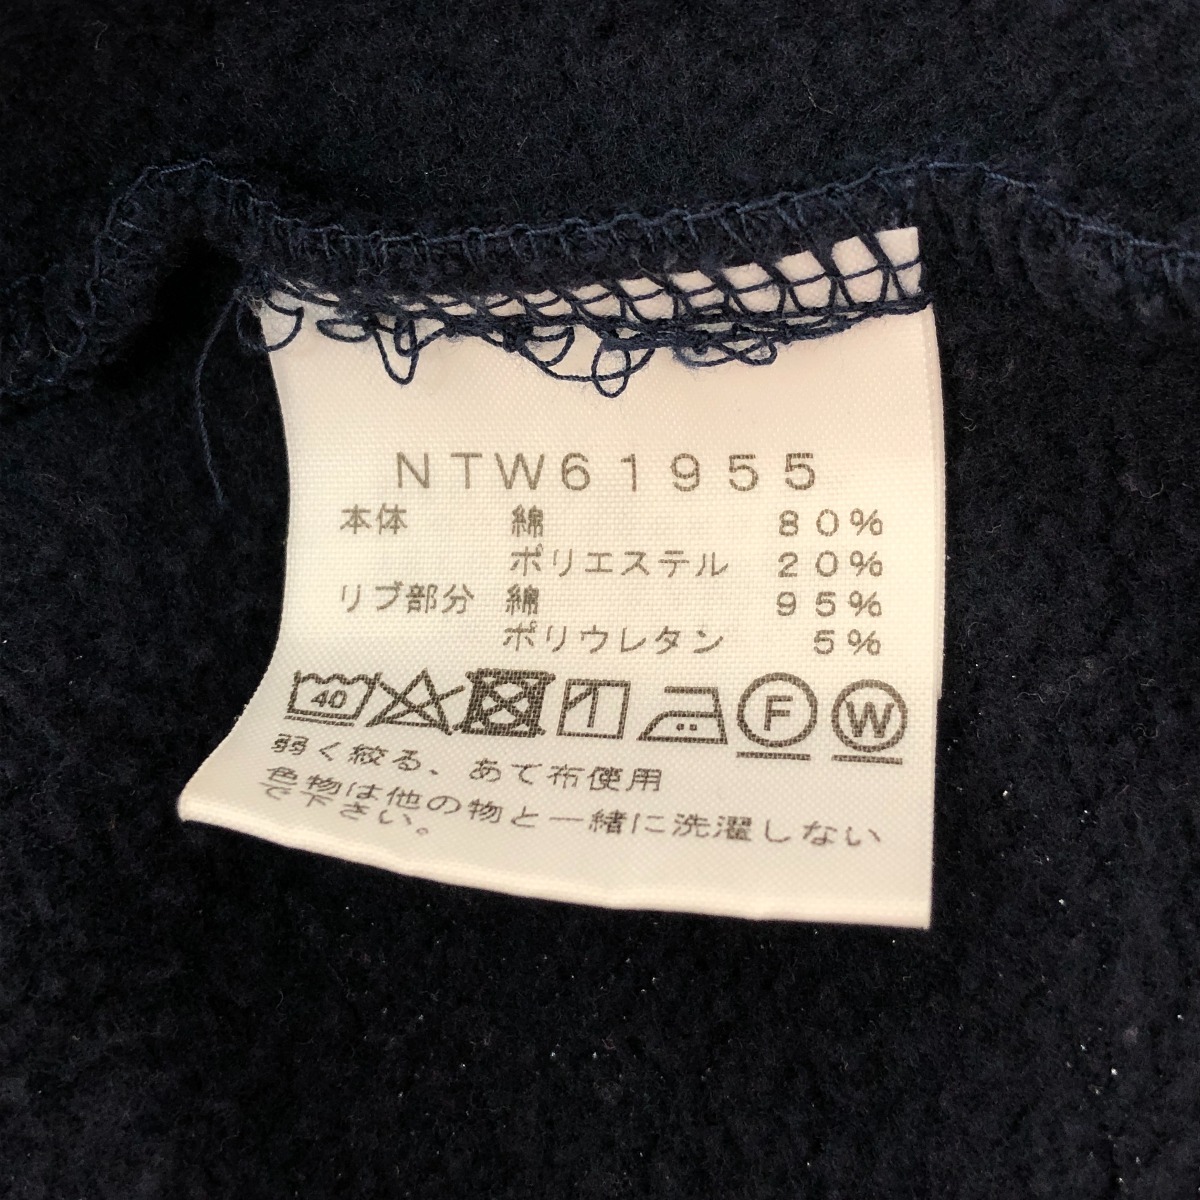 NTW61955
本体 綿 80%
ポリエステル 20%
リブ部分 綿 95%
ポリウレタン 5%
40 F W
弱く絞る、あて布使用
色物は他の物と一緒に洗濯しない
で下さい。